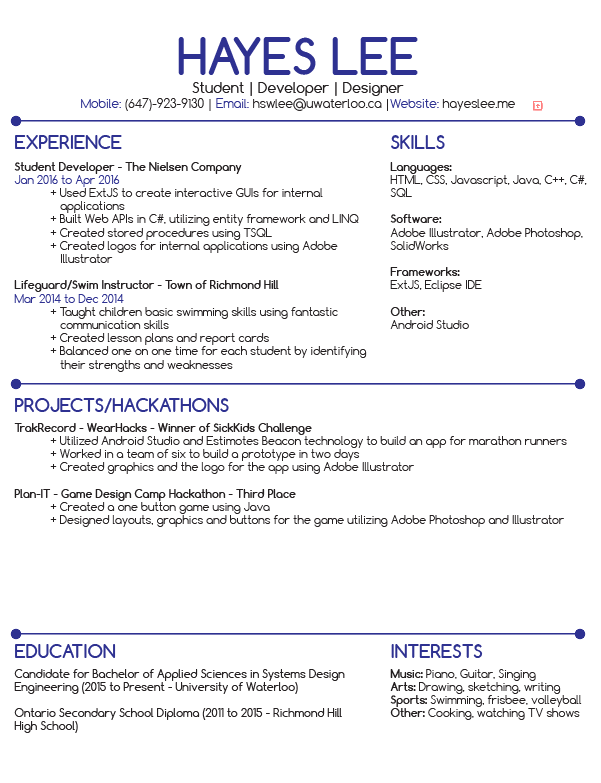 HAYES LEE
Student | Developer | Designer
Mobile: (647)-923-9130 | Email: hswlee@uwaterloo.ca |Website: hayeslee.me
EXPERIENCE
Student Developer - The Nielsen Company
Jan 2016 to Apr 2016
+ Used ExtJS to create interactive GUIs for internal
applications
+ Built Web APIs in C#, utilizing entity framework and LINQ
+ Created stored procedures using TSQL
+ Created logos for internal applications using Adobe
Illustrator
Lifeguard/Swim Instructor - Town of Richmond Hill
Mar 2014 to Dec 2014
+ Taught children basic swimming skills using fantastic
communication skills
+ Created lesson plans and report cards
+ Balanced one on one time for each student by identifying
their strengths and weaknesses
SKILLS
Languages:
HTML, CSS, Javascript, Java, C++, C#,
SQL
Software:
Adobe Illustrator, Adobe Photoshop,
SolidWorks
Frameworks:
ExtJS, Eclipse IDE
Other:
Android Studio
PROJECTS/HACKATHONS
TrakRecord - WearHacks - Winner of SickKids Challenge
+ Utilized Android Studio and Estimotes Beacon technology to build an app for marathon runners
+ Worked in a team of six to build a prototype in two days
+ Created graphics and the logo for the app using Adobe Illustrator
Plan-IT - Game Design Camp Hackathon - Third Place
+ Created a one button game using Java
+ Designed layouts, graphics and buttons for the game utilizing Adobe Photoshop and Illustrator
EDUCATION
Candidate for Bachelor of Applied Sciences in Systems Design
Engineering (2015 to Present - University of Waterloo)
Ontario Secondary School Diploma (2011 to 2015 - Richmond Hill
High School)
INTERESTS
Music: Piano, Guitar, Singing
Arts: Drawing, sketching, writing
Sports: Swimming, frisbee, volleyball
Other: Cooking, watching TV shows